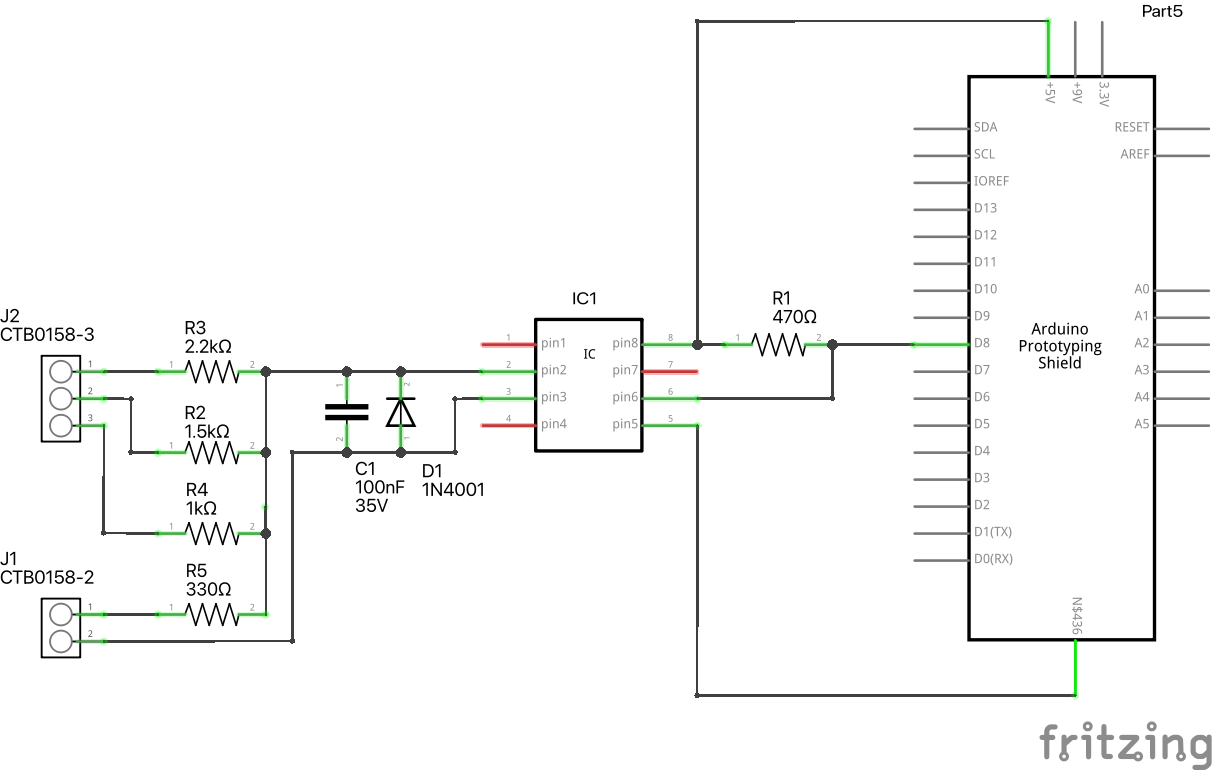 Part5
+5V
+9V
3.3V
SDA
RESET
SCL
AREF
IOREF
D13
D12
D11
D10
A0
D9
A1
D8
A2
D7
A3
D6
A4
D5
A5
D4
D3
D2
D1(TX)
D0(RX)
Arduino
Prototyping
Shield
N$436
IC1
IC
1 pin1
2 pin2
3 pin3
4 pin4
pin8 8
pin7 7
pin6 6
pin5 5
R1
470Ω
1 2
J2
CTB0158-3
1
2
3
R3
2.2kΩ
1 2
R2
1.5kΩ
1 2
R4
1kΩ
1 2
J1
CTB0158-2
1
2
R5
330Ω
1 2
1
2
C1
100nF
35V
2
1
D1
1N4001
fritzing